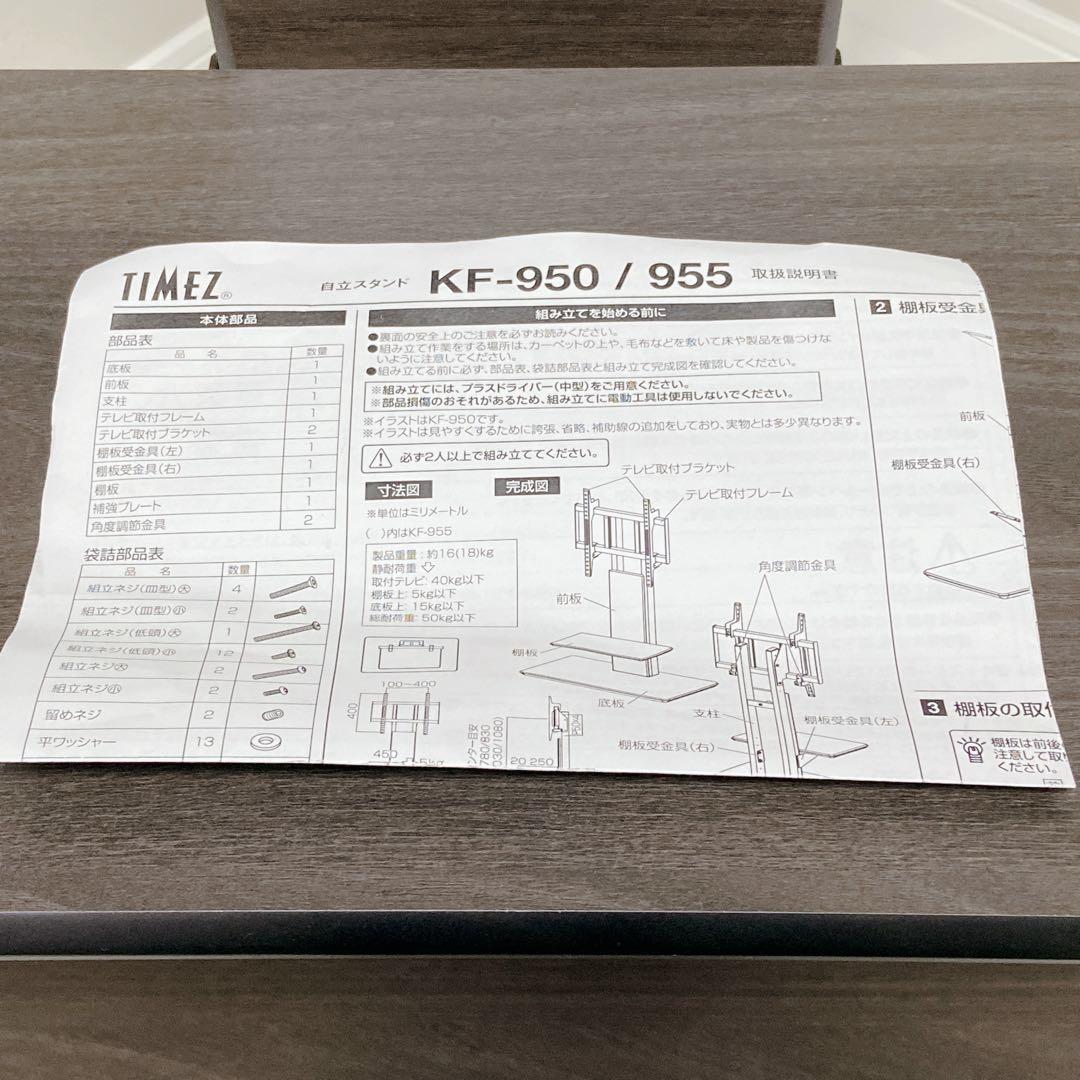 TIMEZ®
自立スタンド KF-950 / 955 取扱説明書
本体部品
部品表
品 名 数量
底板 1
前板 1
支柱 1
テレビ取付フレーム 1
テレビ取付ブラケット 2
棚板受金具(左) 1
棚板受金具(右) 1
棚板 1
補強プレート 1
角度調節金具 2
袋詰部品表
品 名 数量
組立ネジ(皿型)大 4
組立ネジ(皿型)小 2
組立ネジ(低頭)大 1
組立ネジ(低頭)小 12
組立ネジ大 2
組立ネジ小 2
留めネジ 2
平ワッシャー 13
組み立てを始める前に
●裏面の安全上のご注意を必ずお読みください。
●組み立て作業をする場所は、カーペットの上や、毛布などを敷いて床や製品を傷つけな
いように注意してください。
●組み立てる前に必ず、部品表、袋詰部品表と組み立て完成図を確認してください。
※組み立てには、プラスドライバー(中型)をご用意ください。
※部品損傷のおそれがあるため、組み立てに電動工具は使用しないでください。
※イラストはKF-950です。
※イラストは見やすくするために誇張、省略、補助線の追加をしており、実物とは多少異なります。
必ず2人以上で組み立ててください。
寸法図
※単位はミリメートル
( )内はKF-955
製品重量:約16(18)kg
静耐荷重
取付テレビ:40kg以下
棚板上:5kg以下
底板上:15kg以下
総耐荷重:50kg以下
100~400
400
450
5kg
センター目安
780/830
20 250
完成図
テレビ取付ブラケット
テレビ取付フレーム
前板
棚板
底板
角度調節金具
支柱
棚板受金具(左)
棚板受金具(右)
2 棚板受金
前板
棚板受金具(右)
3 棚板の取
棚板は前後
注意して取
ください。